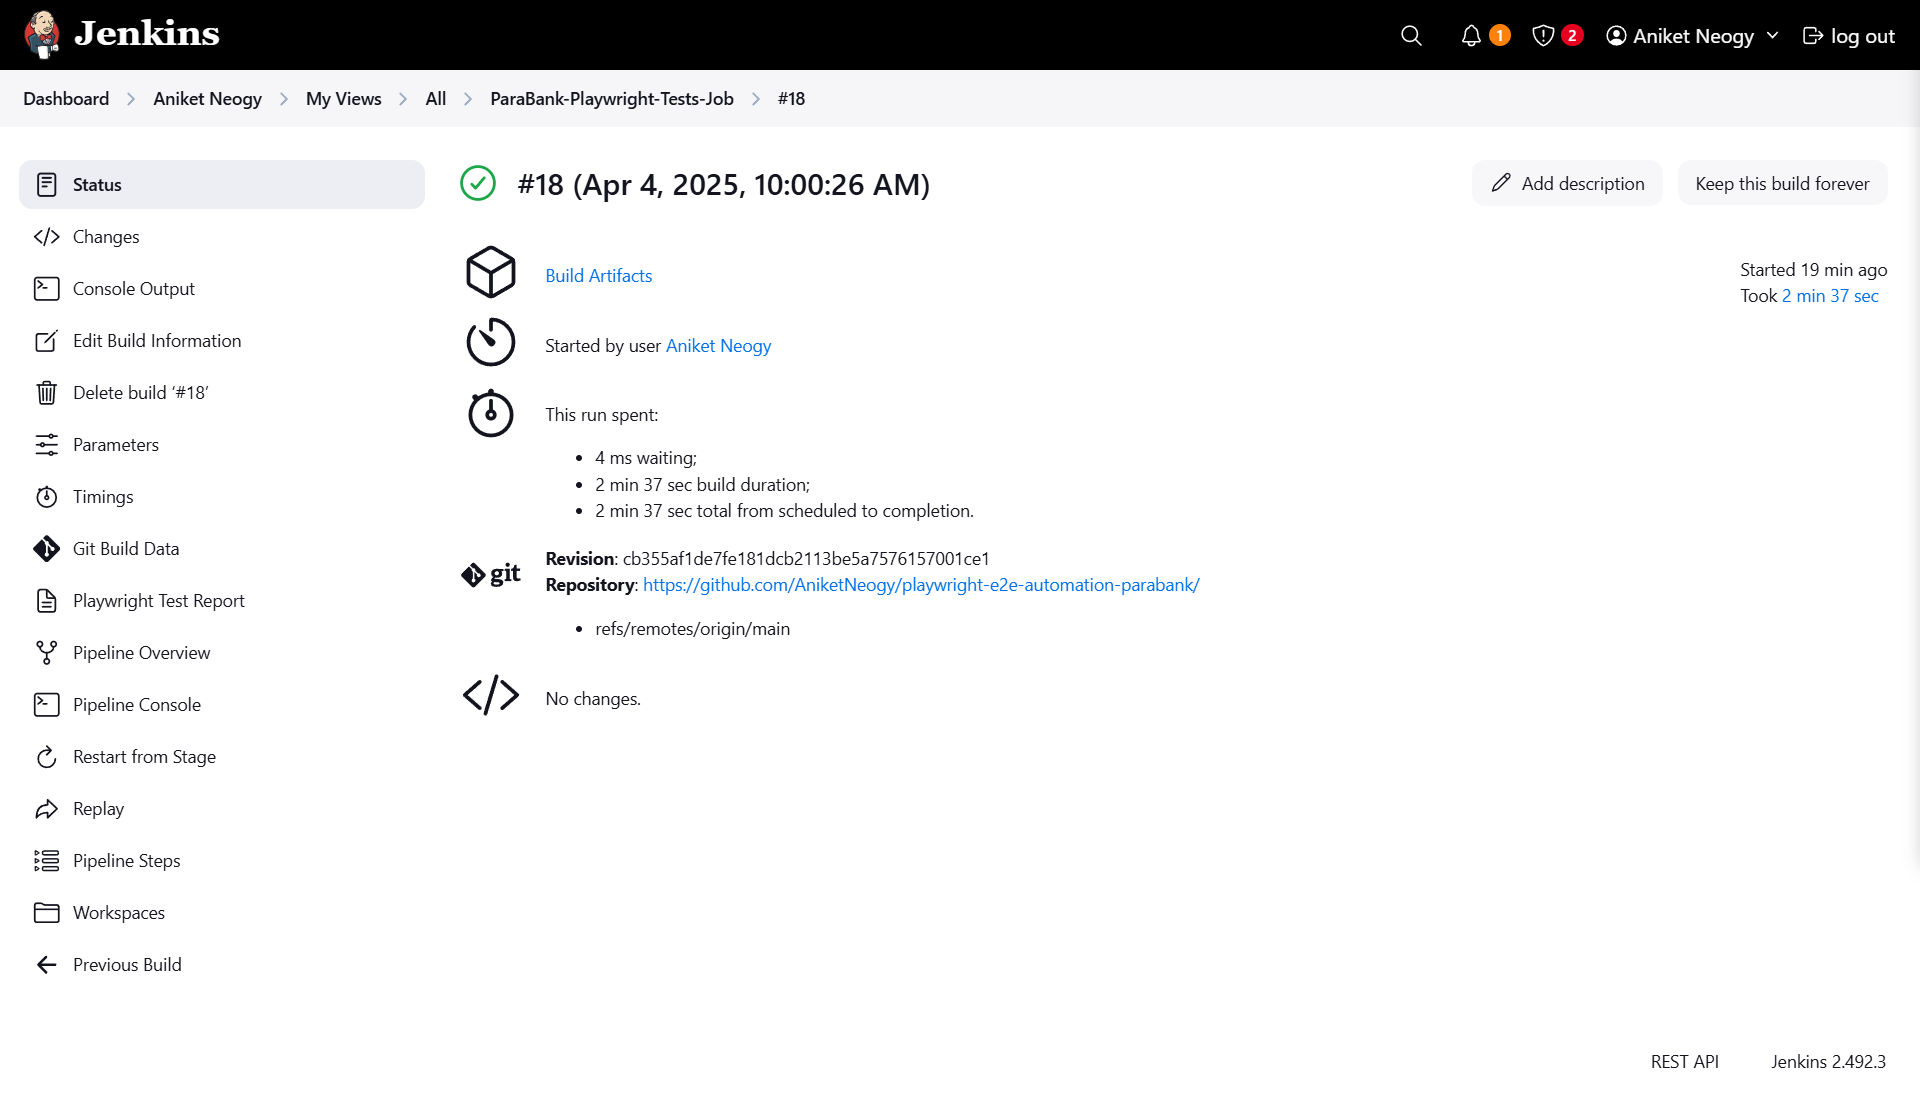 Jenkins
1
2
Aniket Neogy
log out
Dashboard
Aniket Neogy
My Views
All
ParaBank-Playwright-Tests-Job
#18
Status
Changes
Console Output
Edit Build Information
Delete build ‘#18’
Parameters
Timings
Git Build Data
Playwright Test Report
Pipeline Overview
Pipeline Console
Restart from Stage
Replay
Pipeline Steps
Workspaces
Previous Build
#18 (Apr 4, 2025, 10:00:26 AM)
Add description
Keep this build forever
Build Artifacts
Started 19 min ago
Took 2 min 37 sec
Started by user Aniket Neogy
This run spent:
4 ms waiting;
2 min 37 sec build duration;
2 min 37 sec total from scheduled to completion.
git
Revision: cb355af1de7fe181dcb2113be5a7576157001ce1
Repository: https://github.com/AniketNeogy/playwright-e2e-automation-parabank/
refs/remotes/origin/main
No changes.
REST API
Jenkins 2.492.3